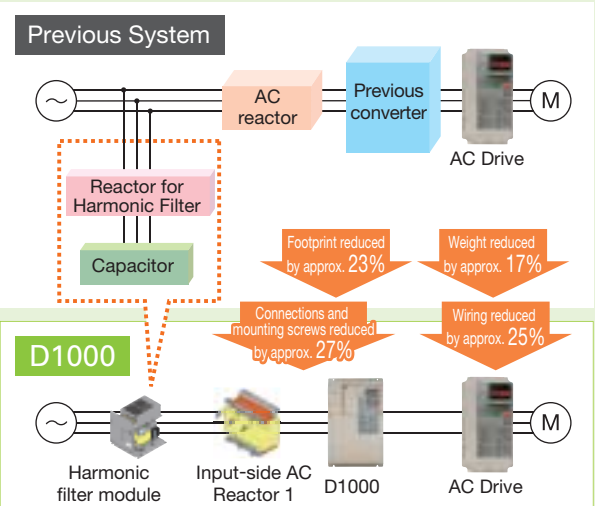 Previous System
~
AC
reactor
Previous
converter
M
AC Drive
Reactor for
Harmonic Filter
Capacitor
Footprint reduced
by approx. 23%
Weight reduced
by approx. 17%
Connections and
mounting screws reduced
by approx. 27%
Wiring reduced
by approx. 25%
D1000
~
M
Harmonic
filter module
Input-side AC
Reactor 1
D1000
AC Drive